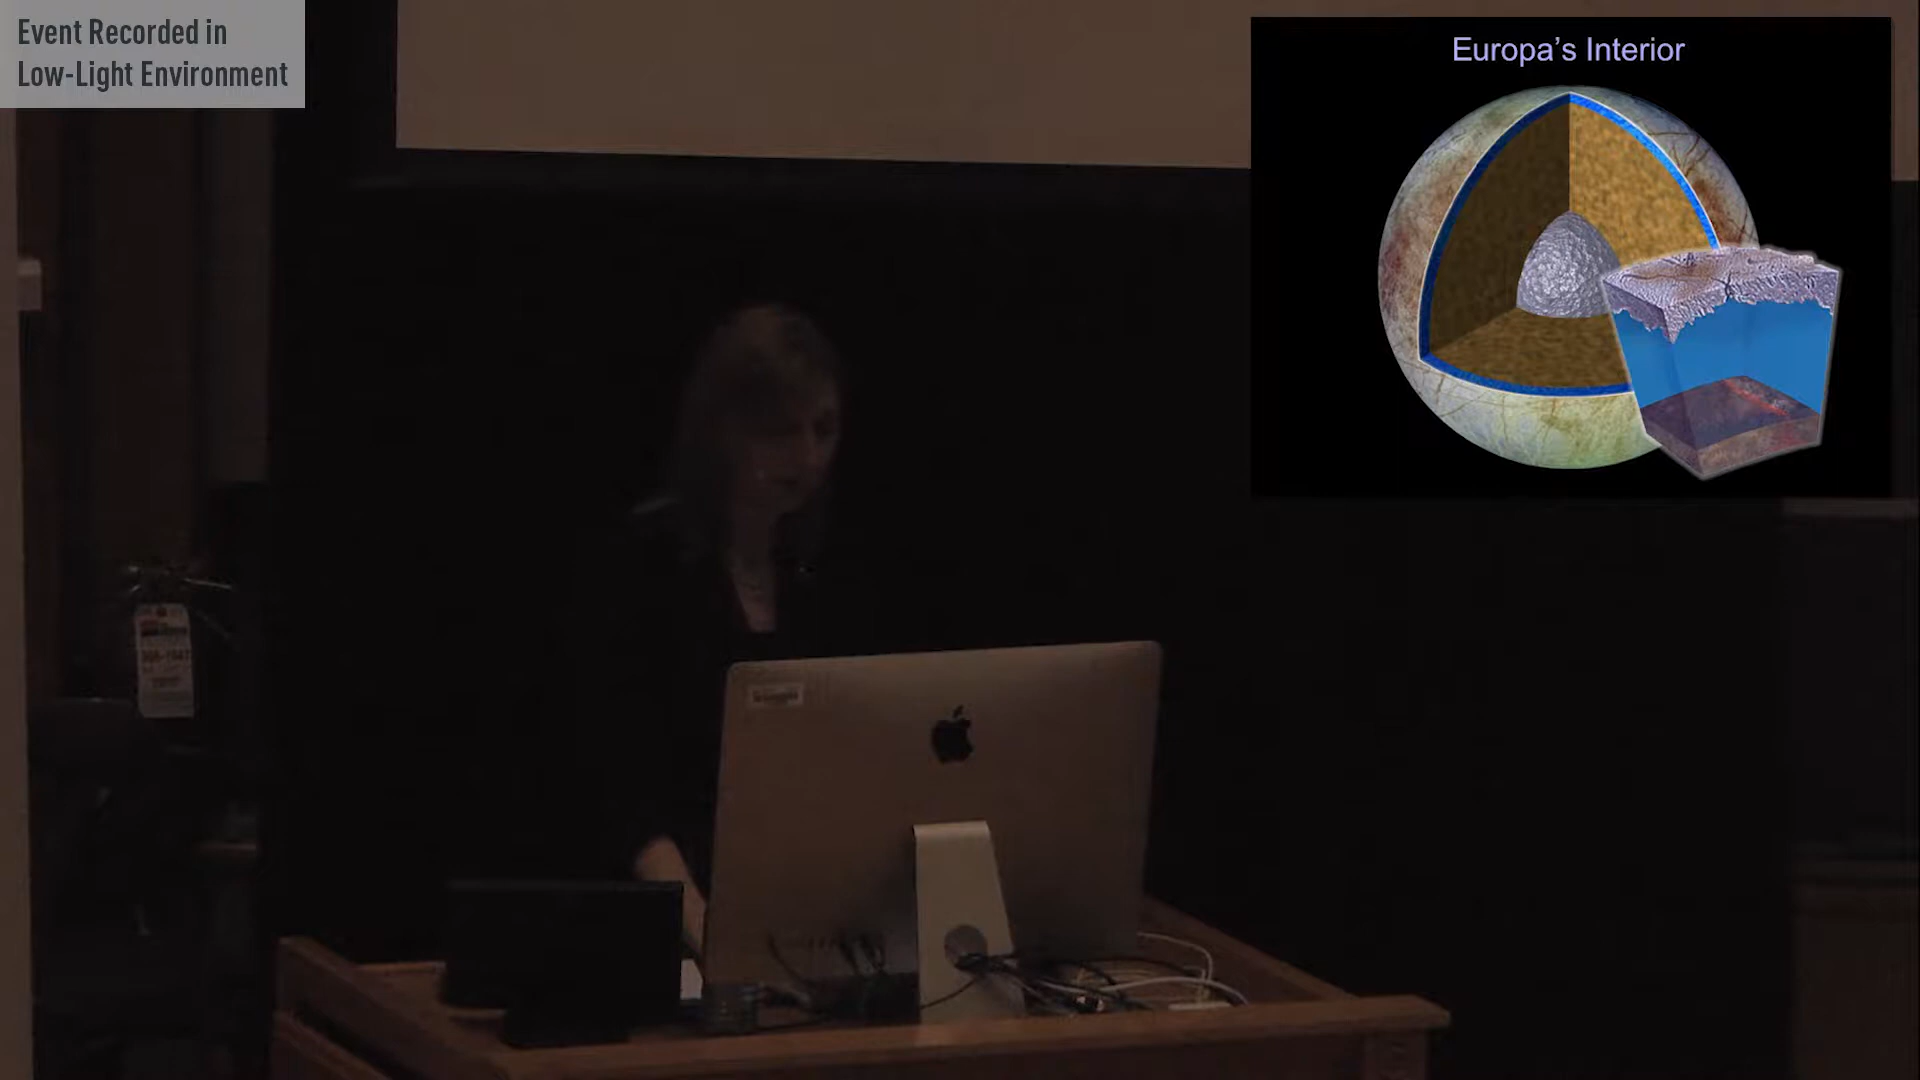 Event Recorded in
Low-Light Environment
Europa's Interior